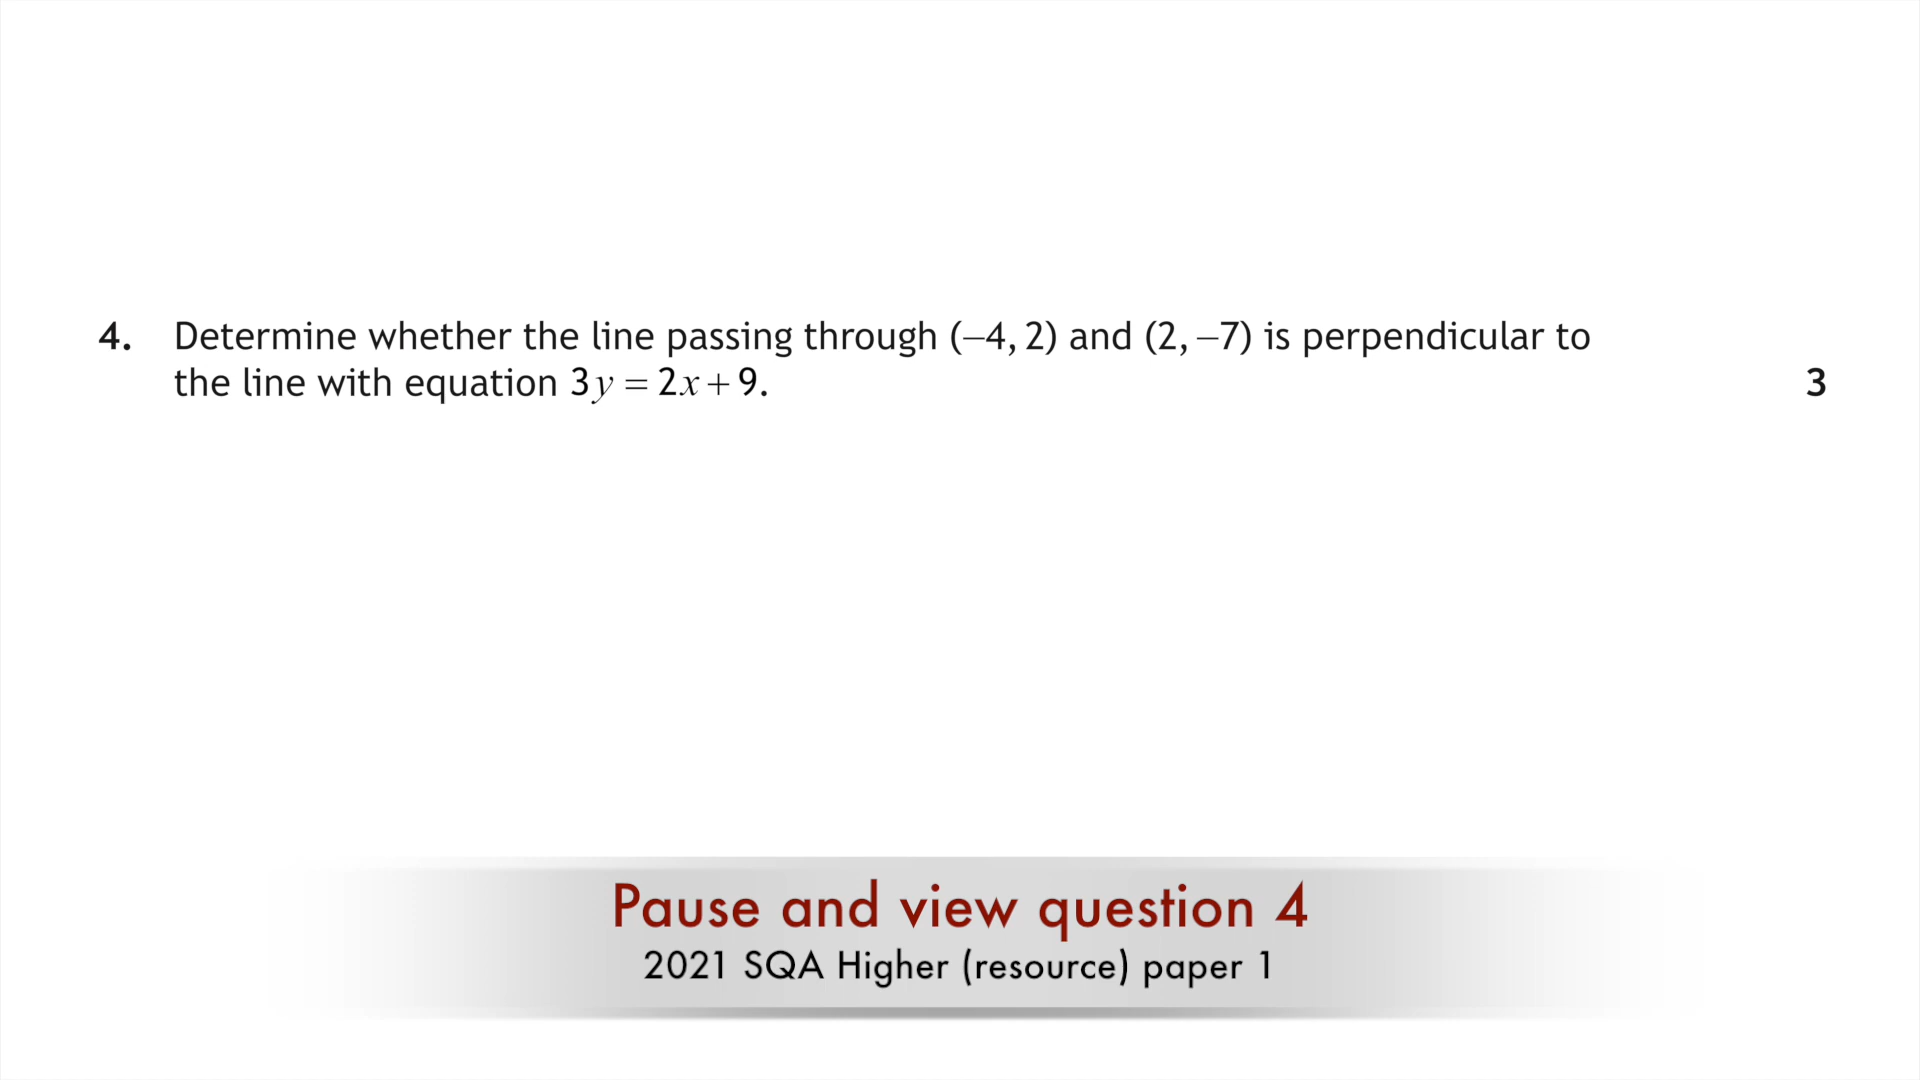 4. Determine whether the line passing through (−4, 2) and (2, −7) is perpendicular to
the line with equation 3y = 2x + 9. 3
Pause and view question 4
2021 SQA Higher (resource) paper 1